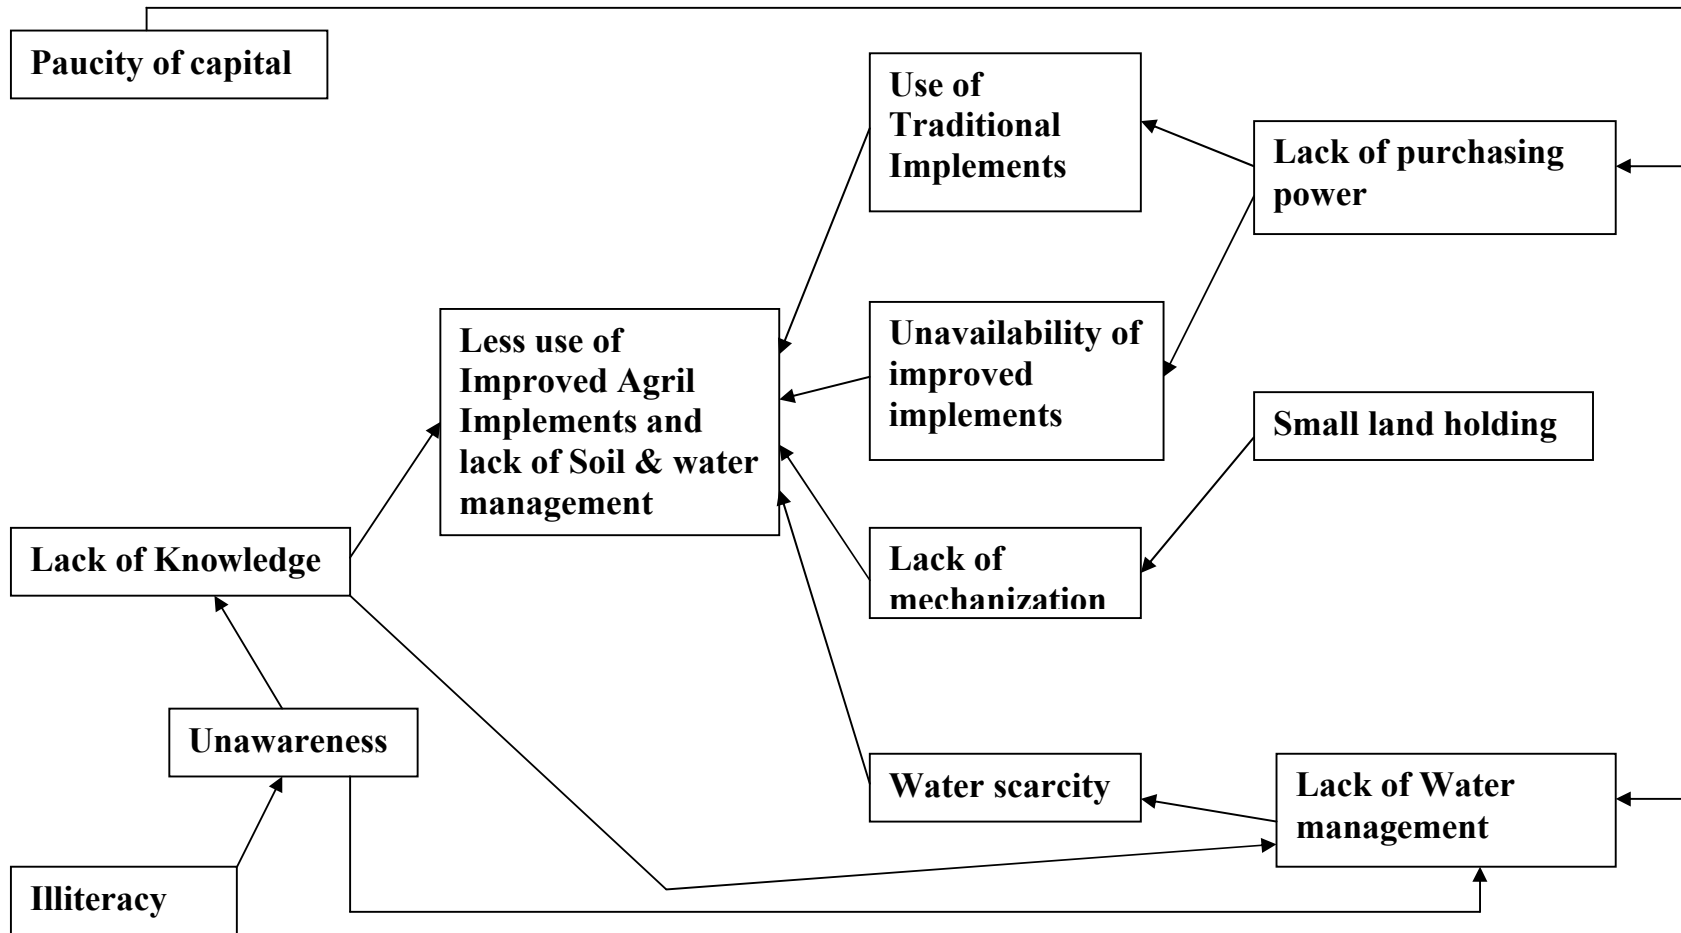 Paucity of capital
Use of
Traditional
Implements
Lack of purchasing
power
Less use of
Improved Agril
Implements and
lack of Soil & water
management
Unavailability of
improved
implements
Small land holding
Lack of Knowledge
Lack of
mechanization
Unawareness
Water scarcity
Lack of Water
management
Illiteracy